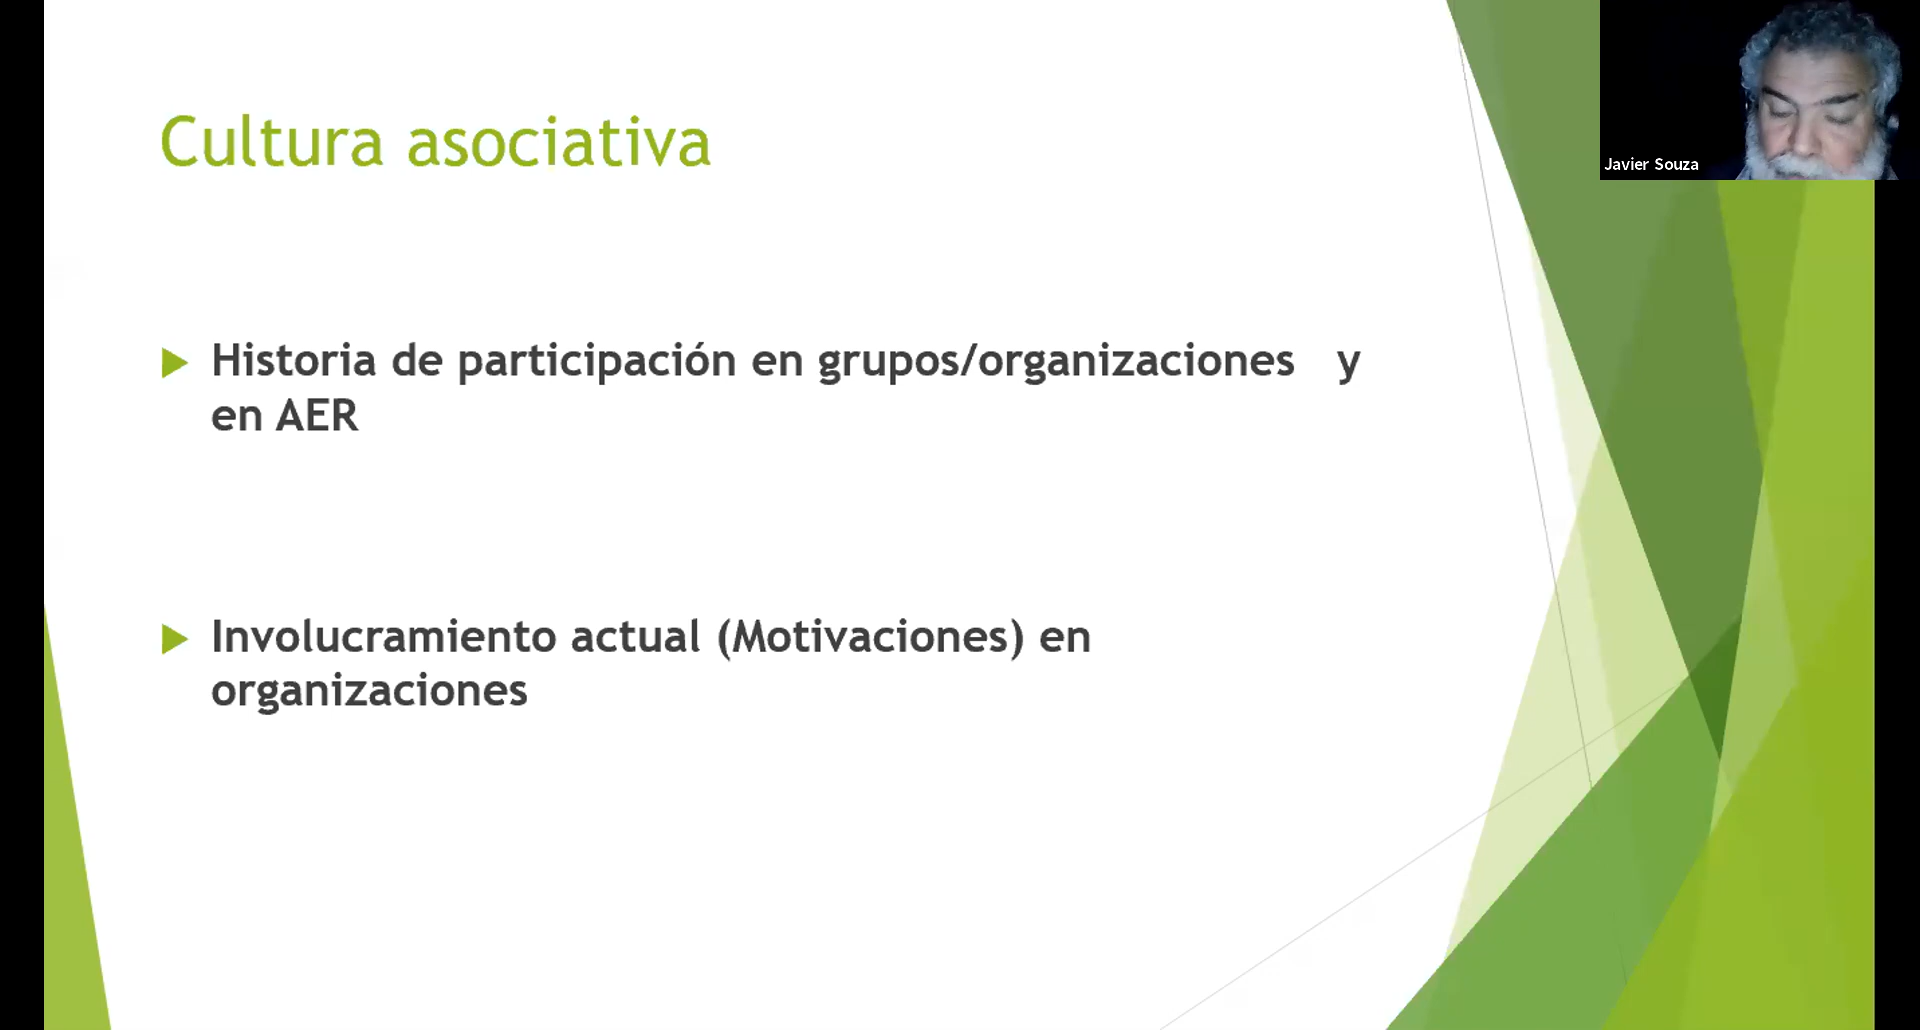 Cultura asociativa
Javier Souza
Historia de participación en grupos/organizaciones y
en AER
Involucramiento actual (Motivaciones) en
organizaciones